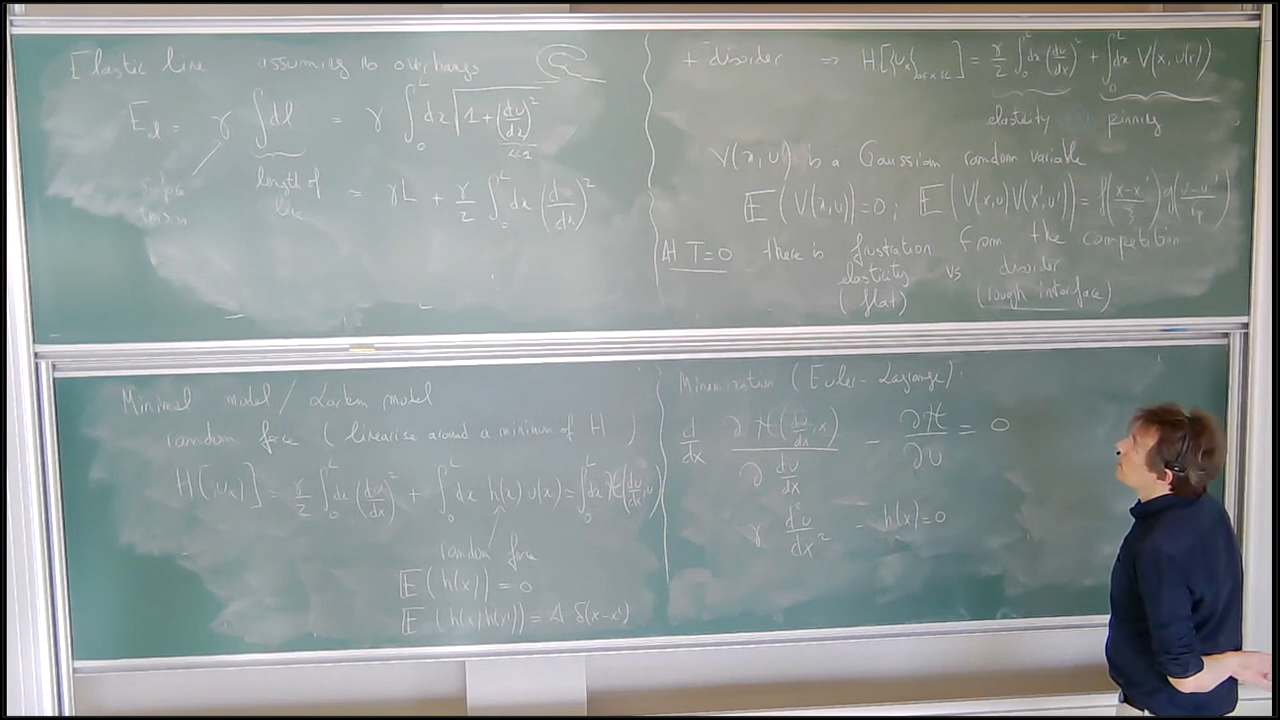 Elastic line assuming no overhangs
E_el = γ ∫ dl = γ ∫_0^L dx √(1 + (du/dx)²)
<<1
length of line
= γL + γ/2 ∫_0^L dx (d/dx)²
+ disorder ⇒ H[{u_x}_{0≤x≤L}] = γ/2 ∫_0^L dx (du/dx)² + ∫_0^L dx V(x, u(x))
elasticity pinning
V(x,u) is a Gaussian random variable
𝔼(V(x,u)) = 0 ; 𝔼(V(x,u)V(x',u')) = f((x-x')/ξ) g((u-u')/r_f)
At T=0 there is frustration from the competition
elasticity vs disorder
(flat) (rough interface)
Minimal model / Larkin model
random force (linearise around a minimum of H)
H[{u_x}] = γ/2 ∫_0^L dx (du/dx)² + ∫_0^L dx h(x) u(x) = ∫_0^L dx ℋ(du/dx, u)
random force
𝔼(h(x)) = 0
𝔼(h(x)h(x')) = Δ δ(x-x')
Minimization (Euler-Lagrange):
d/dx ∂ℋ(du/dx, x)/∂(du/dx) - ∂ℋ/∂u = 0
γ d²u/dx² - h(x) = 0